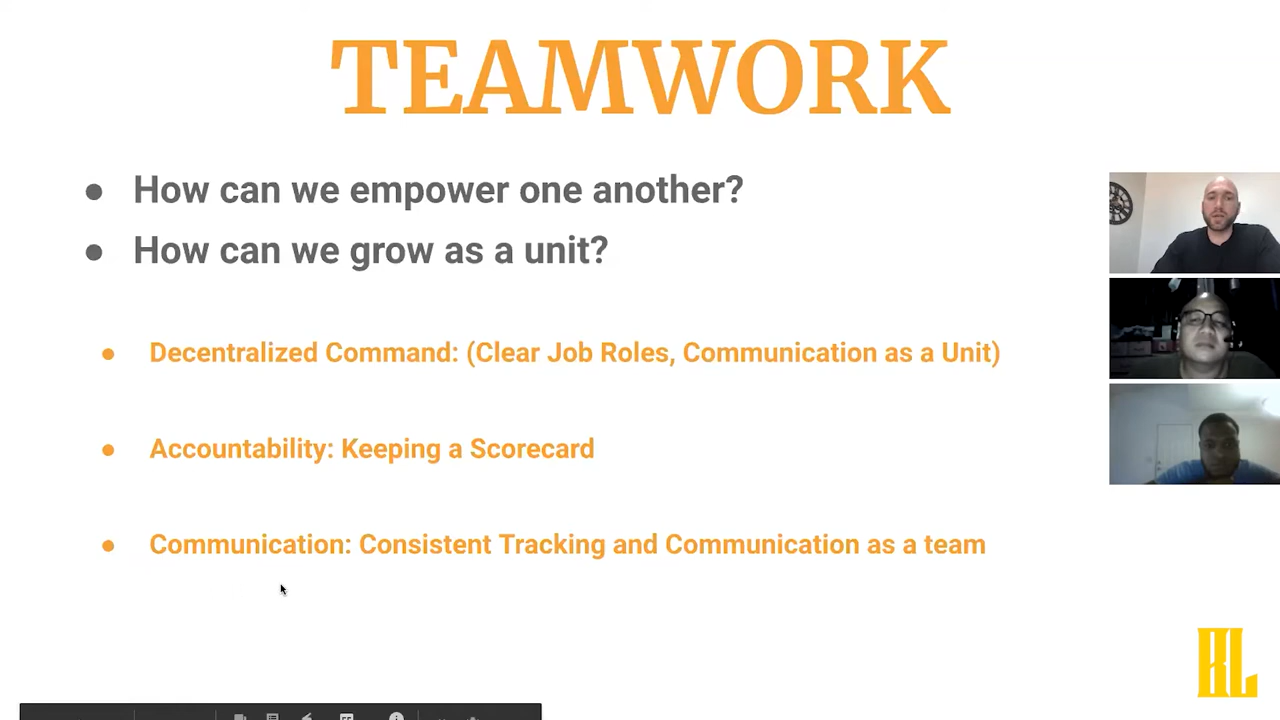 TEAMWORK
● How can we empower one another?
● How can we grow as a unit?
● Decentralized Command: (Clear Job Roles, Communication as a Unit)
● Accountability: Keeping a Scorecard
● Communication: Consistent Tracking and Communication as a team